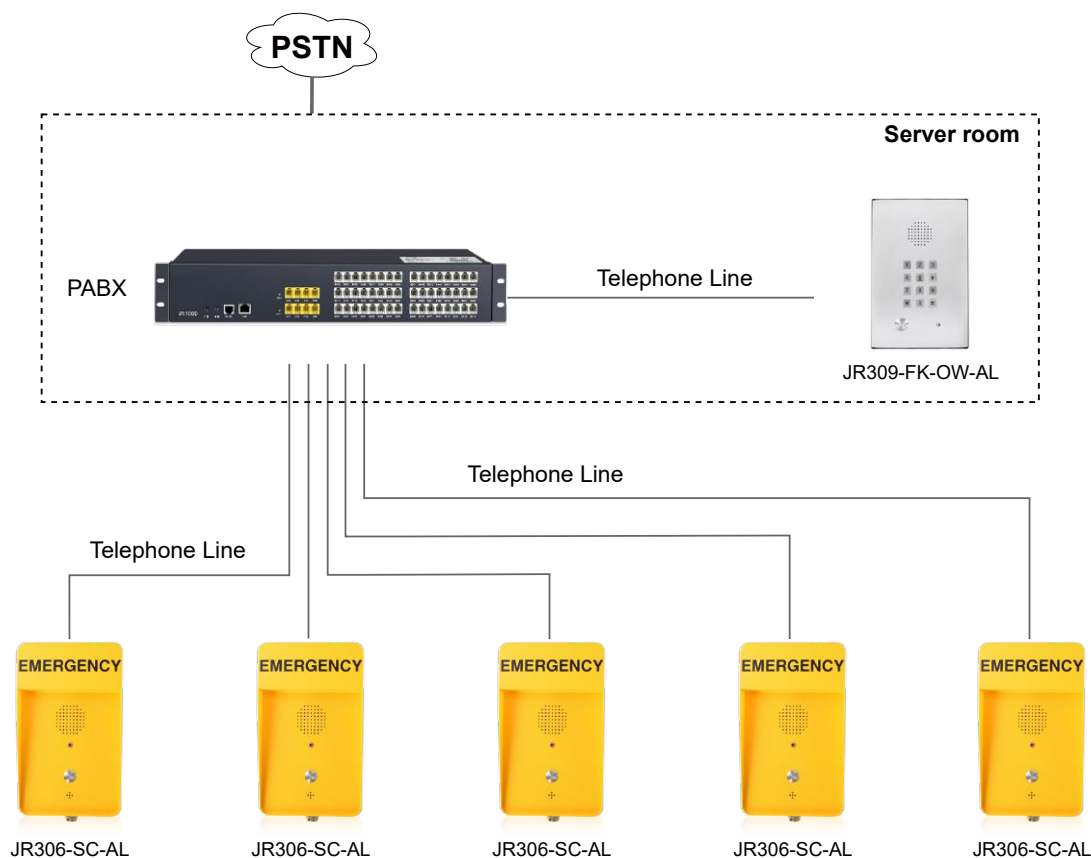 PSTN
Server room
PABX
Telephone Line
JR309-FK-OW-AL
Telephone Line
Telephone Line
EMERGENCY
EMERGENCY
EMERGENCY
EMERGENCY
EMERGENCY
JR306-SC-AL
JR306-SC-AL
JR306-SC-AL
JR306-SC-AL
JR306-SC-AL